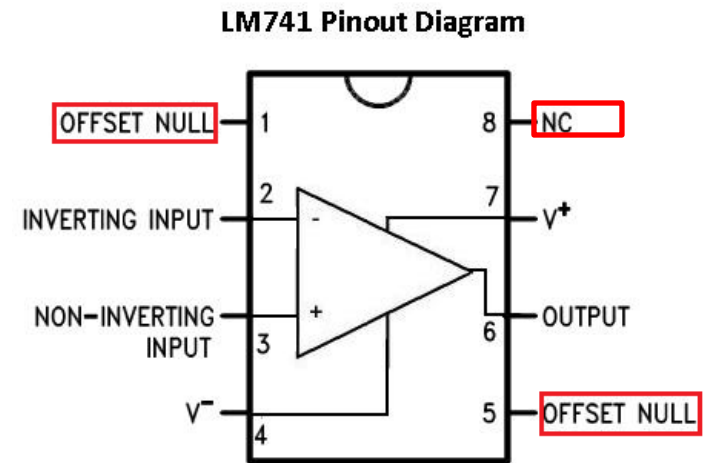 LM741 Pinout Diagram
OFFSET NULL 1
8 NC
2
7
INVERTING INPUT -
V+
NON-INVERTING +
INPUT
3
6
OUTPUT
V-
4
5 OFFSET NULL